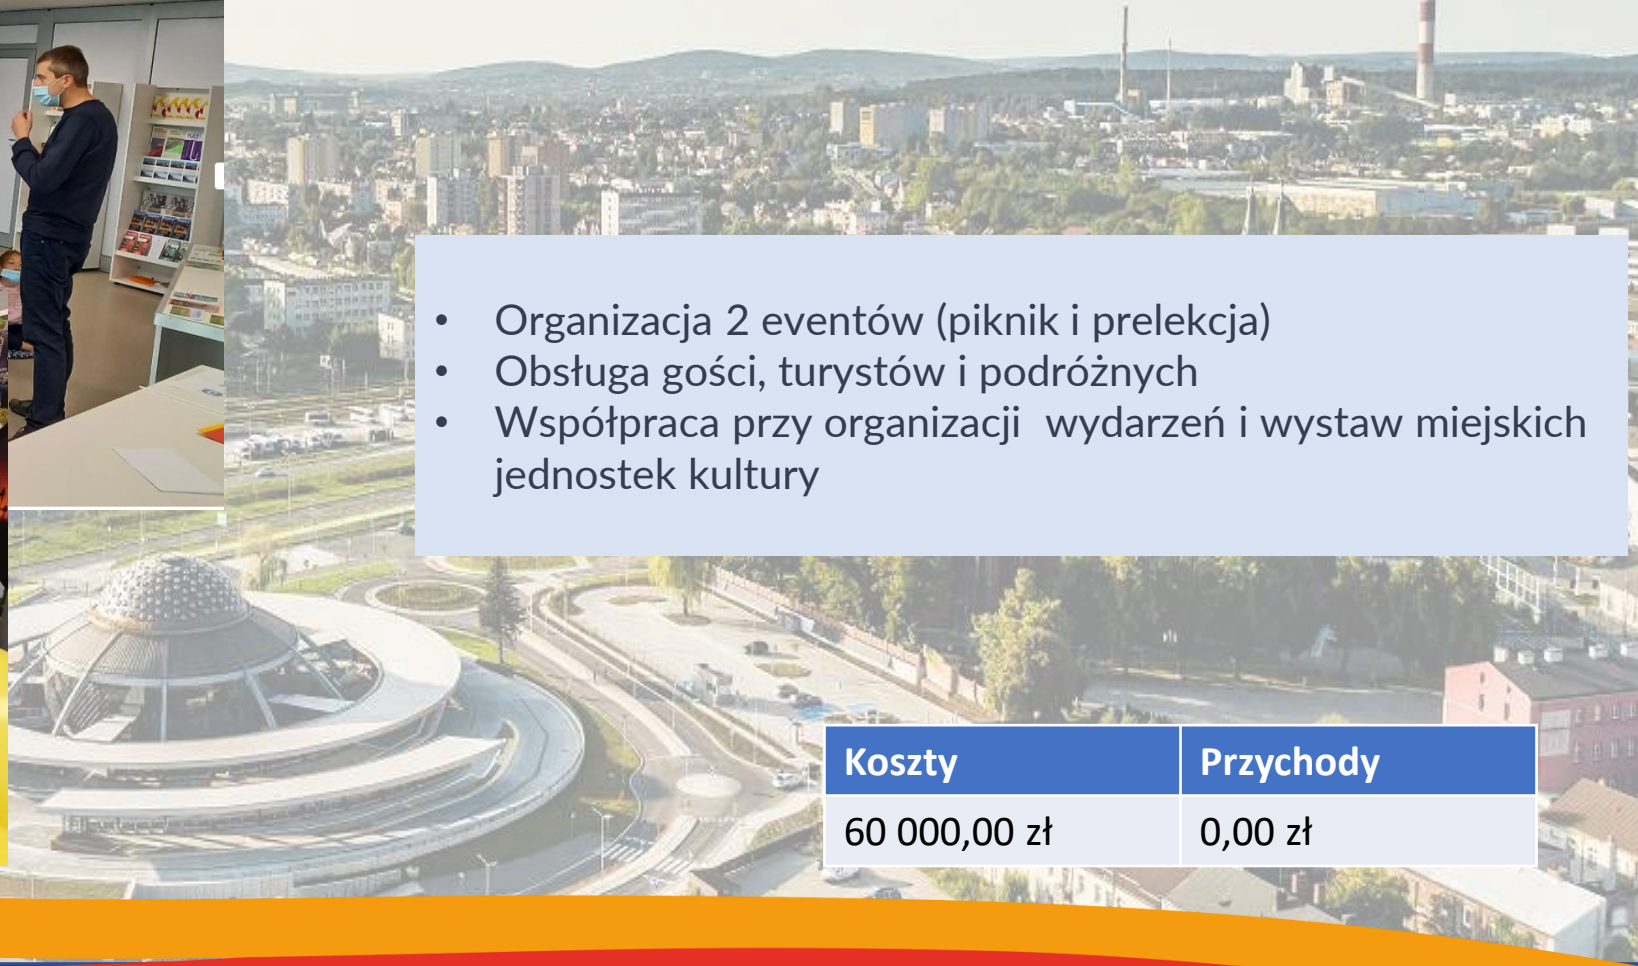 • Organizacja 2 eventów (piknik i prelekcja)
• Obsługa gości, turystów i podróżnych
• Współpraca przy organizacji  wydarzeń i wystaw miejskich
jednostek kultury
Koszty Przychody
60 000,00 zł 0,00 zł